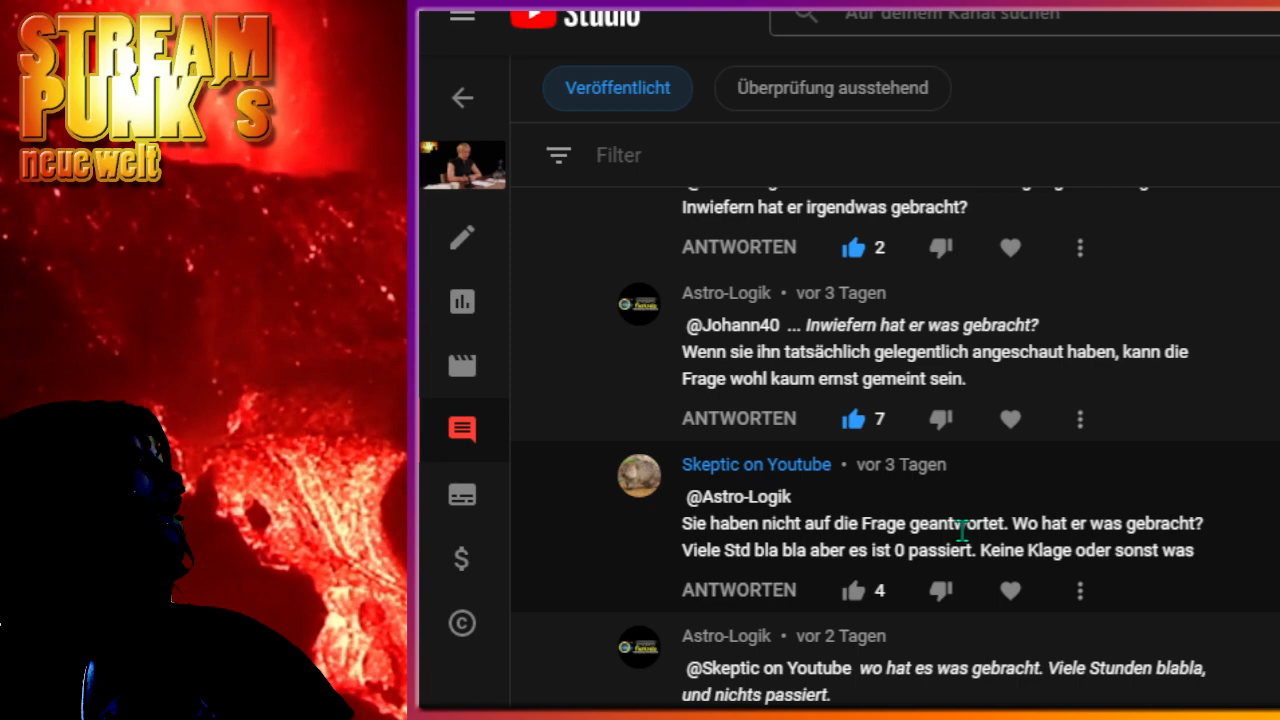 STREAM
PUNK´s
neue welt
Studio
Auf deinem Kanal suchen
Veröffentlicht
Überprüfung ausstehend
Filter
Inwiefern hat er irgendwas gebracht?
ANTWORTEN 2
Astro-Logik • vor 3 Tagen
@Johann40 ... Inwiefern hat er was gebracht?
Wenn sie ihn tatsächlich gelegentlich angeschaut haben, kann die
Frage wohl kaum ernst gemeint sein.
ANTWORTEN 7
Skeptic on Youtube • vor 3 Tagen
@Astro-Logik
Sie haben nicht auf die Frage geantwortet. Wo hat er was gebracht?
Viele Std bla bla aber es ist 0 passiert. Keine Klage oder sonst was
ANTWORTEN 4
Astro-Logik • vor 2 Tagen
@Skeptic on Youtube wo hat es was gebracht. Viele Stunden blabla,
und nichts passiert.